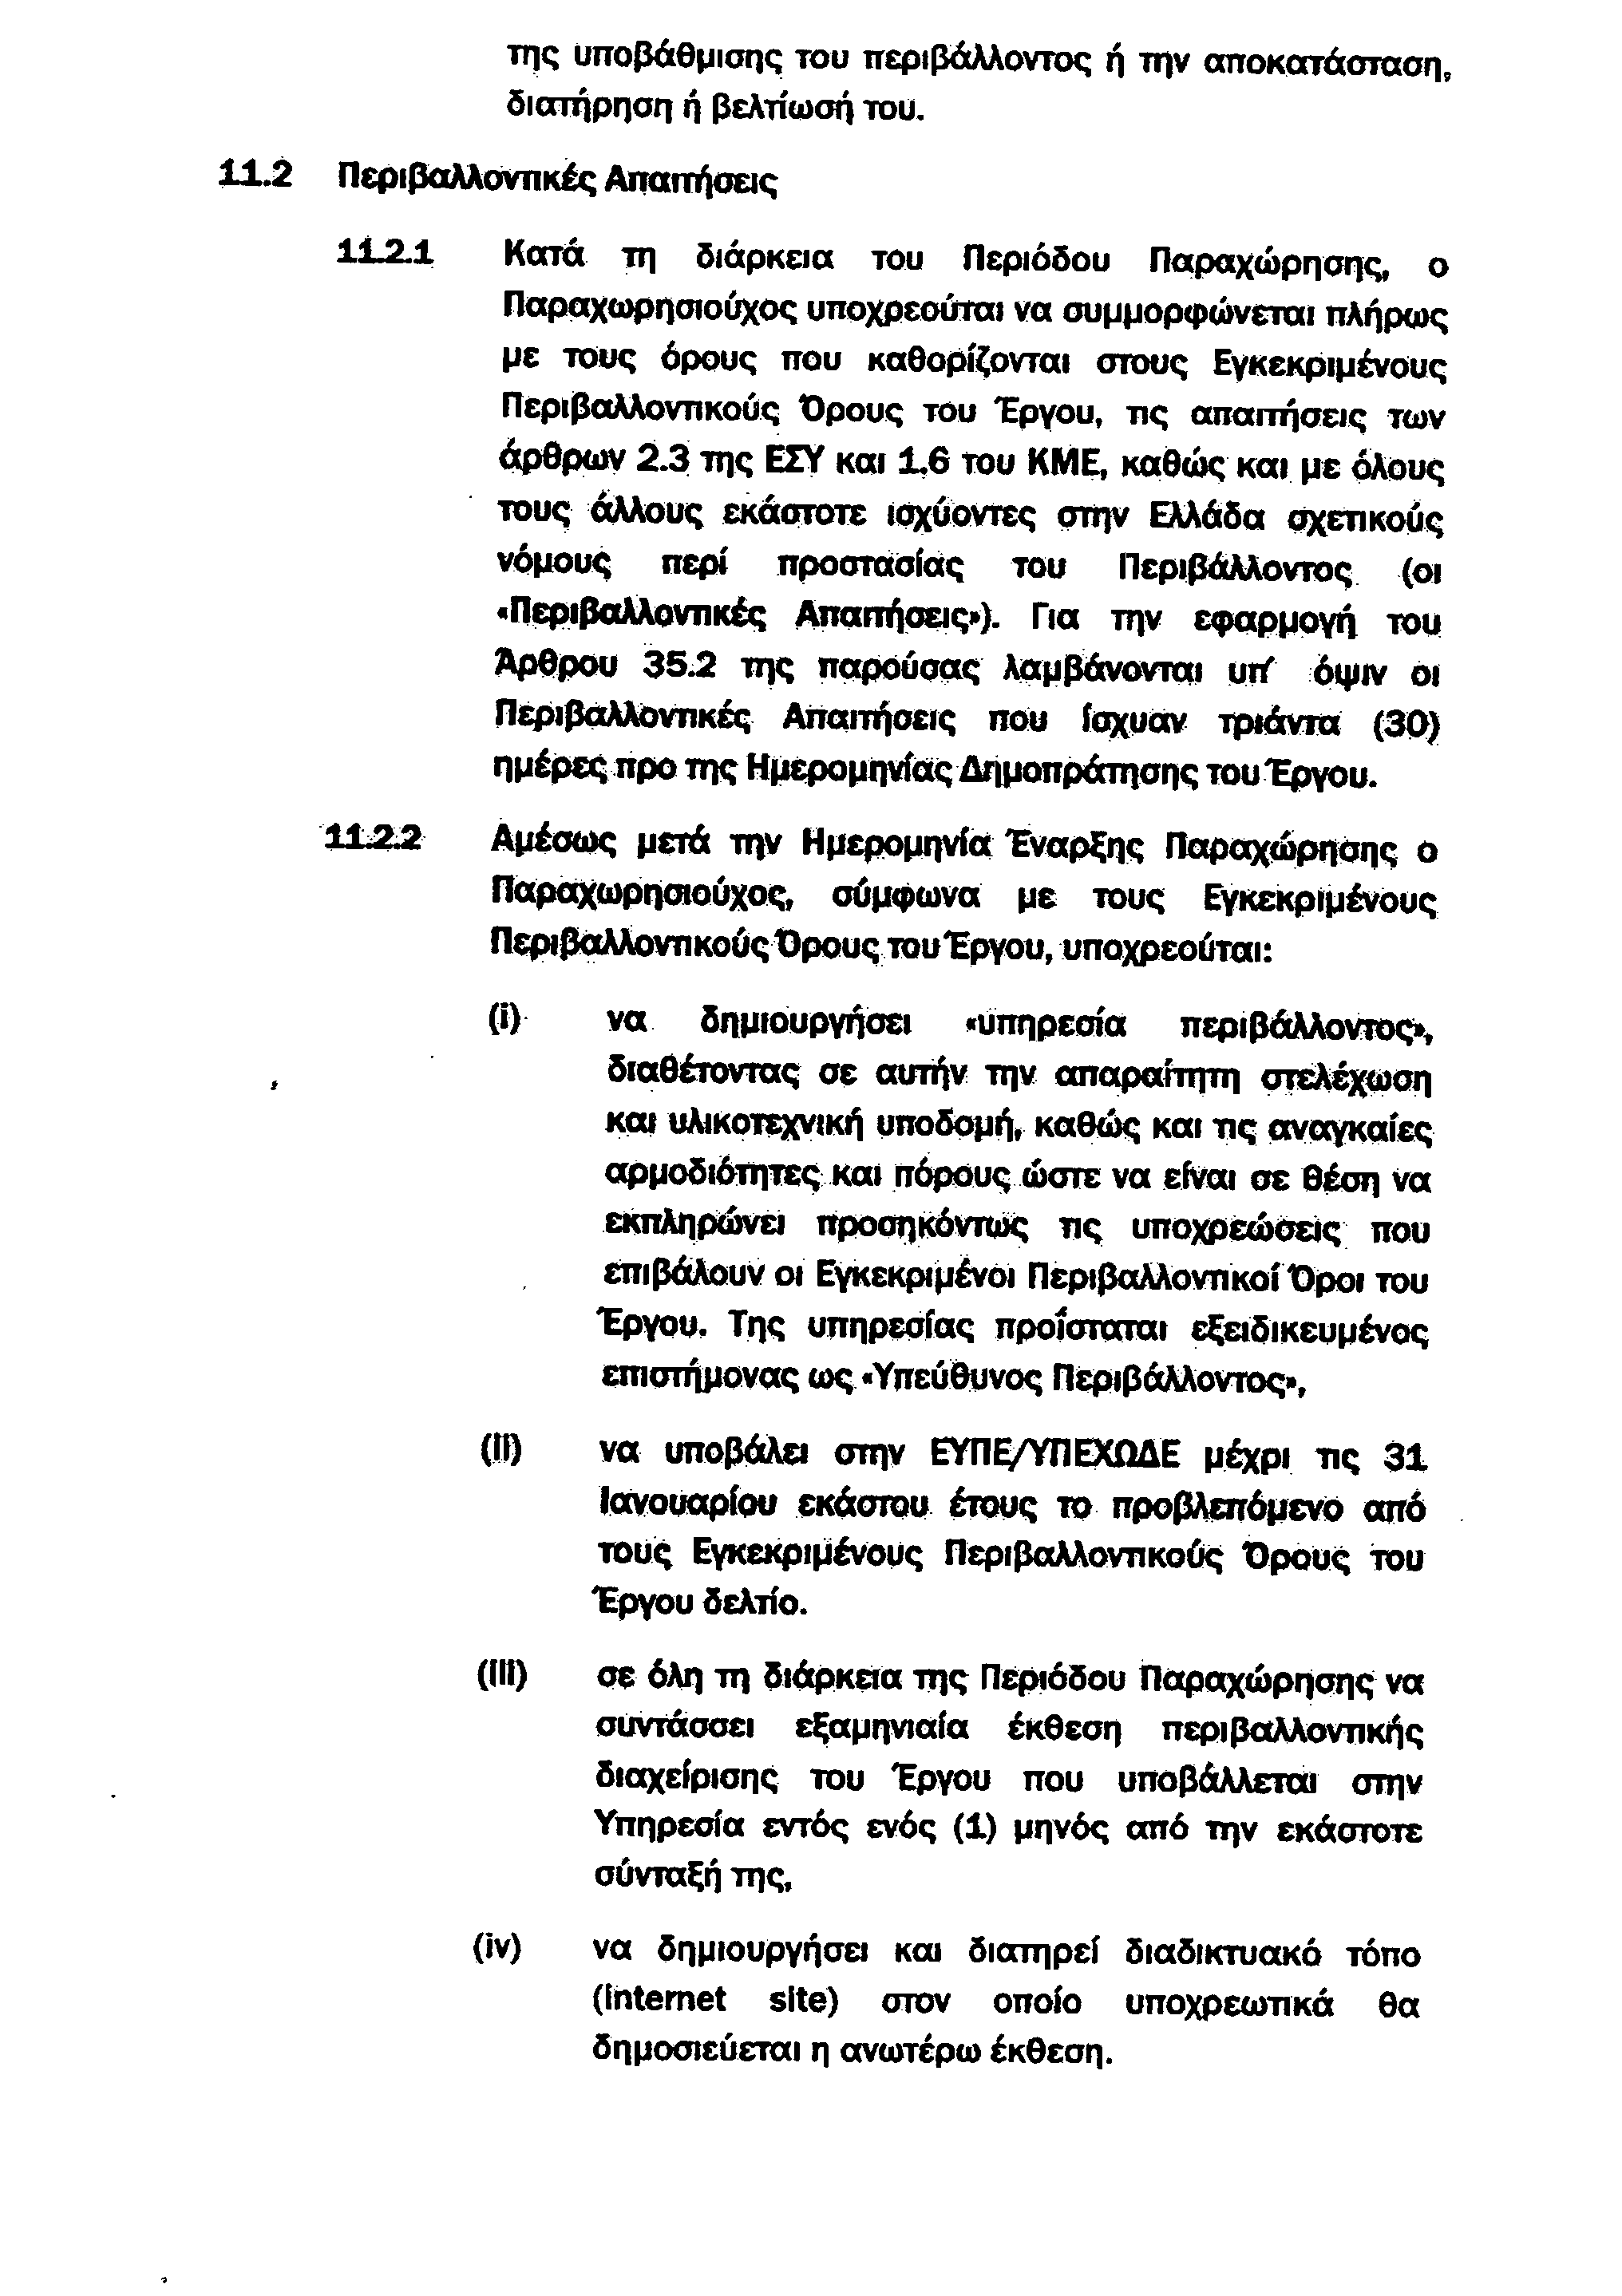 της υποβάθμισης του περιβάλλοντος ή την αποκατάσταση,
διατήρηση ή βελτίωσή του.
11.2 Περιβαλλοντικές Απαιτήσεις
11.2.1 Κατά τη διάρκεια του Περιόδου Παραχώρησης, ο
Παραχωρησιούχος υποχρεούται να συμμορφώνεται πλήρως
με τους όρους που καθορίζονται στους Εγκεκριμένους
Περιβαλλοντικούς Όρους του Έργου, τις απαιτήσεις των
άρθρων 2.3 της ΕΣΥ και 1.6 του ΚΜΕ, καθώς και με όλους
τους άλλους εκάστοτε ισχύοντες στην Ελλάδα σχετικούς
νόμους περί προστασίας του Περιβάλλοντος (οι
«Περιβαλλοντικές Απαιτήσεις»). Για την εφαρμογή του
Άρθρου 35.2 της παρούσας λαμβάνονται υπ' όψιν οι
Περιβαλλοντικές Απαιτήσεις που ίσχυαν τριάντα (30)
ημέρες προ της Ημερομηνίας Δημοπράτησης του Έργου.
11.2.2 Αμέσως μετά την Ημερομηνία Έναρξης Παραχώρησης ο
Παραχωρησιούχος, σύμφωνα με τους Εγκεκριμένους
Περιβαλλοντικούς Όρους του Έργου, υποχρεούται:
(i) να δημιουργήσει «υπηρεσία περιβάλλοντος»,
διαθέτοντας σε αυτήν την απαραίτητη στελέχωση
και υλικοτεχνική υποδομή, καθώς και τις αναγκαίες
αρμοδιότητες και πόρους ώστε να είναι σε θέση να
εκπληρώνει προσηκόντως τις υποχρεώσεις που
επιβάλουν οι Εγκεκριμένοι Περιβαλλοντικοί Όροι του
Έργου. Της υπηρεσίας προΐσταται εξειδικευμένος
επιστήμονας ως «Υπεύθυνος Περιβάλλοντος»,
(ii) να υποβάλει στην ΕΥΠΕ/ΥΠΕΧΩΔΕ μέχρι τις 31
Ιανουαρίου εκάστου έτους το προβλεπόμενο από
τους Εγκεκριμένους Περιβαλλοντικούς Όρους του
Έργου δελτίο.
(iii) σε όλη τη διάρκεια της Περιόδου Παραχώρησης να
συντάσσει εξαμηνιαία έκθεση περιβαλλοντικής
διαχείρισης του Έργου που υποβάλλεται στην
Υπηρεσία εντός ενός (1) μηνός από την εκάστοτε
σύνταξή της,
(iv) να δημιουργήσει και διατηρεί διαδικτυακό τόπο
(internet site) στον οποίο υποχρεωτικά θα
δημοσιεύεται η ανωτέρω έκθεση.